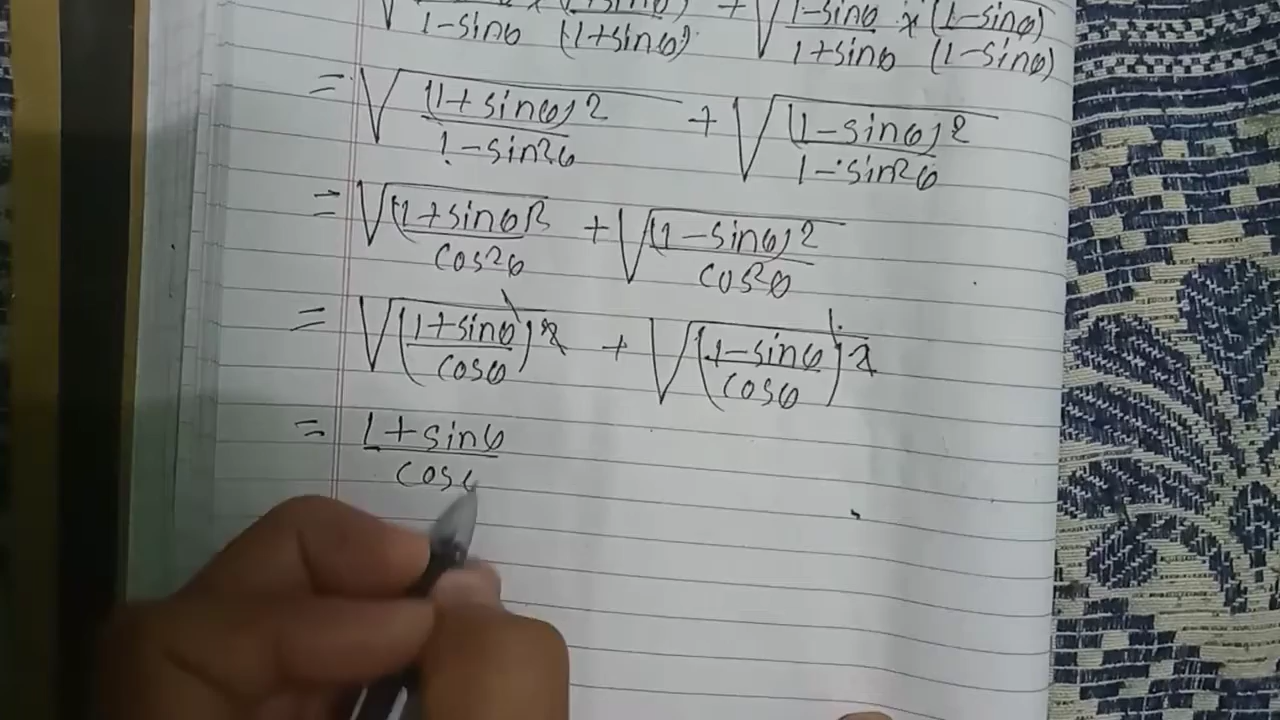 1-sinθ (1+sinθ) + √1-sinθ/1+sinθ × (1-sinθ)/(1-sinθ)
= √(1+sinθ)²/1-sin²θ + √(1-sinθ)²/1-sin²θ
= √(1+sinθ)²/cos²θ + √(1-sinθ)²/cos²θ
= √(1+sinθ/cosθ)² + √(1-sinθ/cosθ)²
= 1+sinθ/cosθ